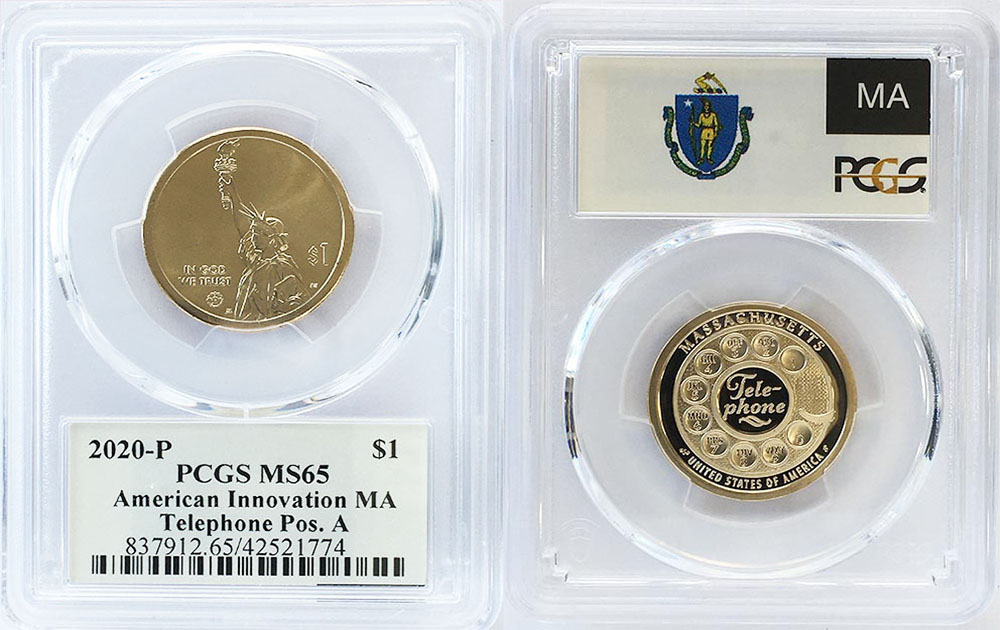 $1
IN GOD
WE TRUST
2020-P $1
PCGS MS65
American Innovation MA
Telephone Pos. A
837912.65/42521774
MA
PCGS
MASSACHUSETTS
Tele-
phone
UNITED STATES OF AMERICA